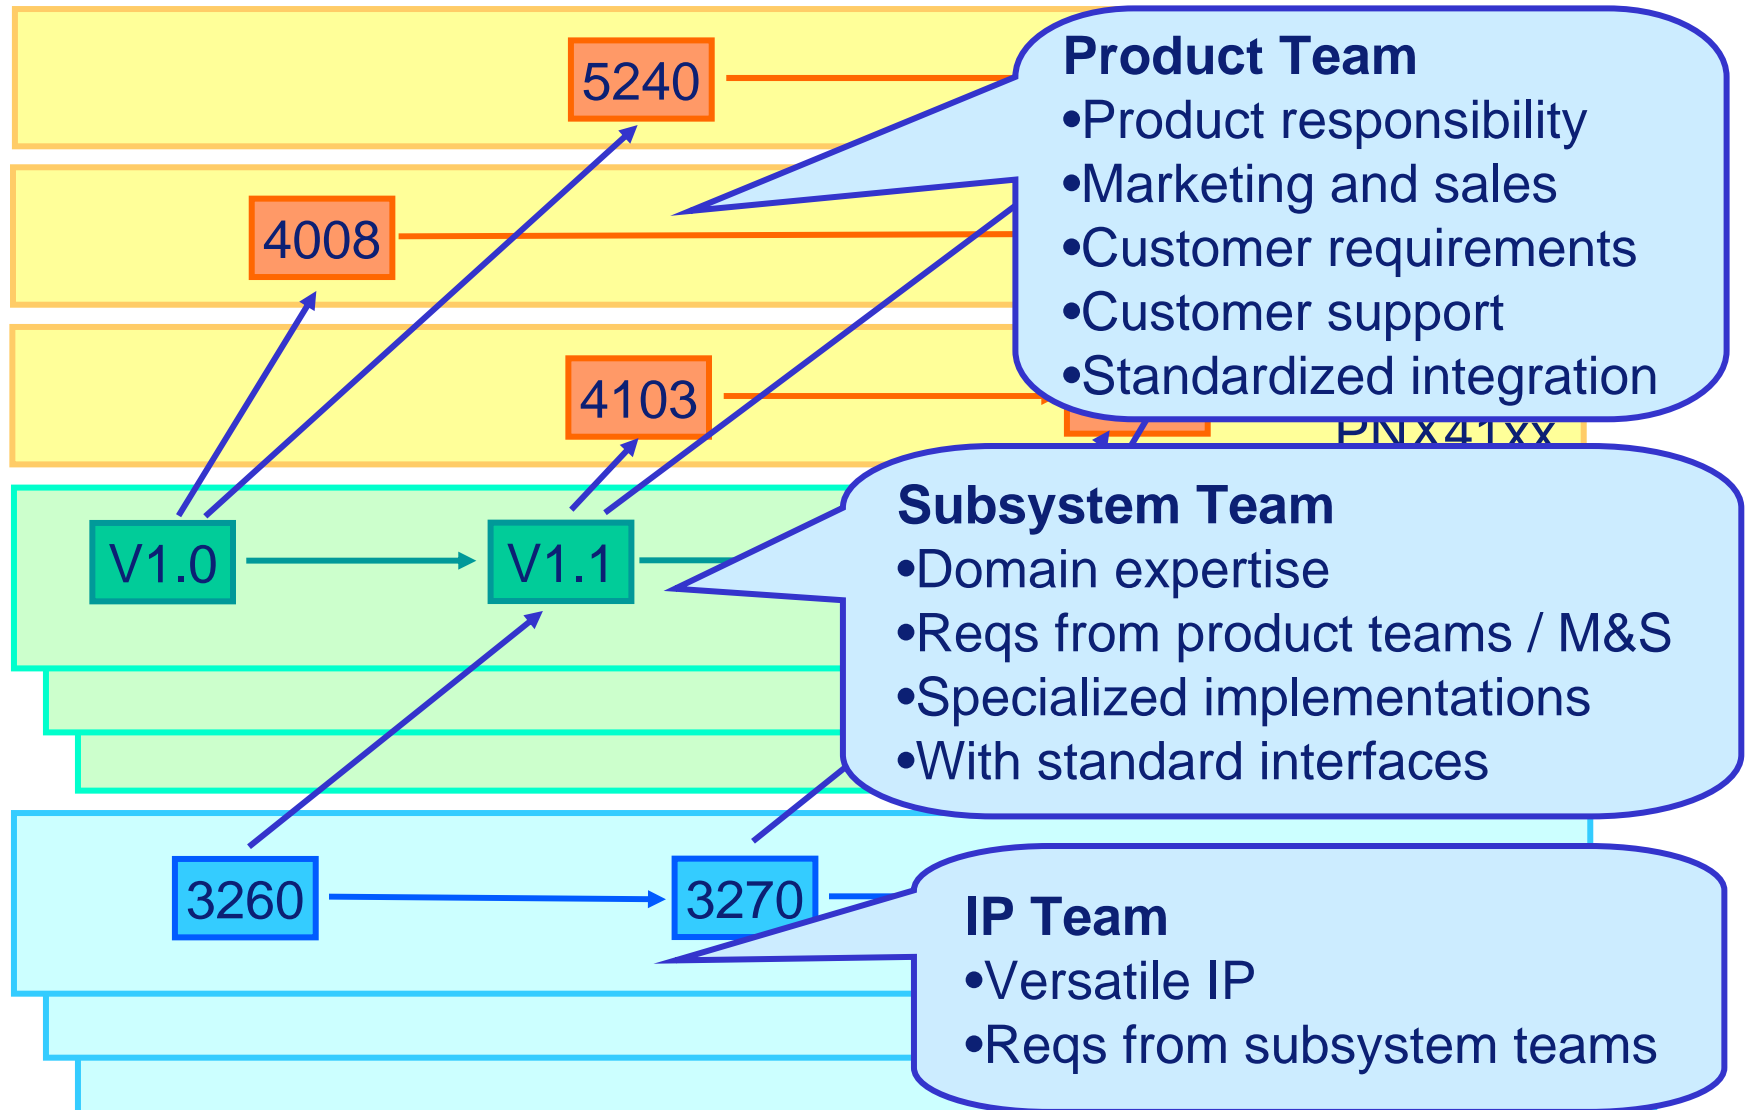 5240
4008
4103
V1.0
V1.1
3260
3270
Product Team
•Product responsibility
•Marketing and sales
•Customer requirements
•Customer support
•Standardized integration
PNX41xx
Subsystem Team
•Domain expertise
•Reqs from product teams / M&S
•Specialized implementations
•With standard interfaces
IP Team
•Versatile IP
•Reqs from subsystem teams